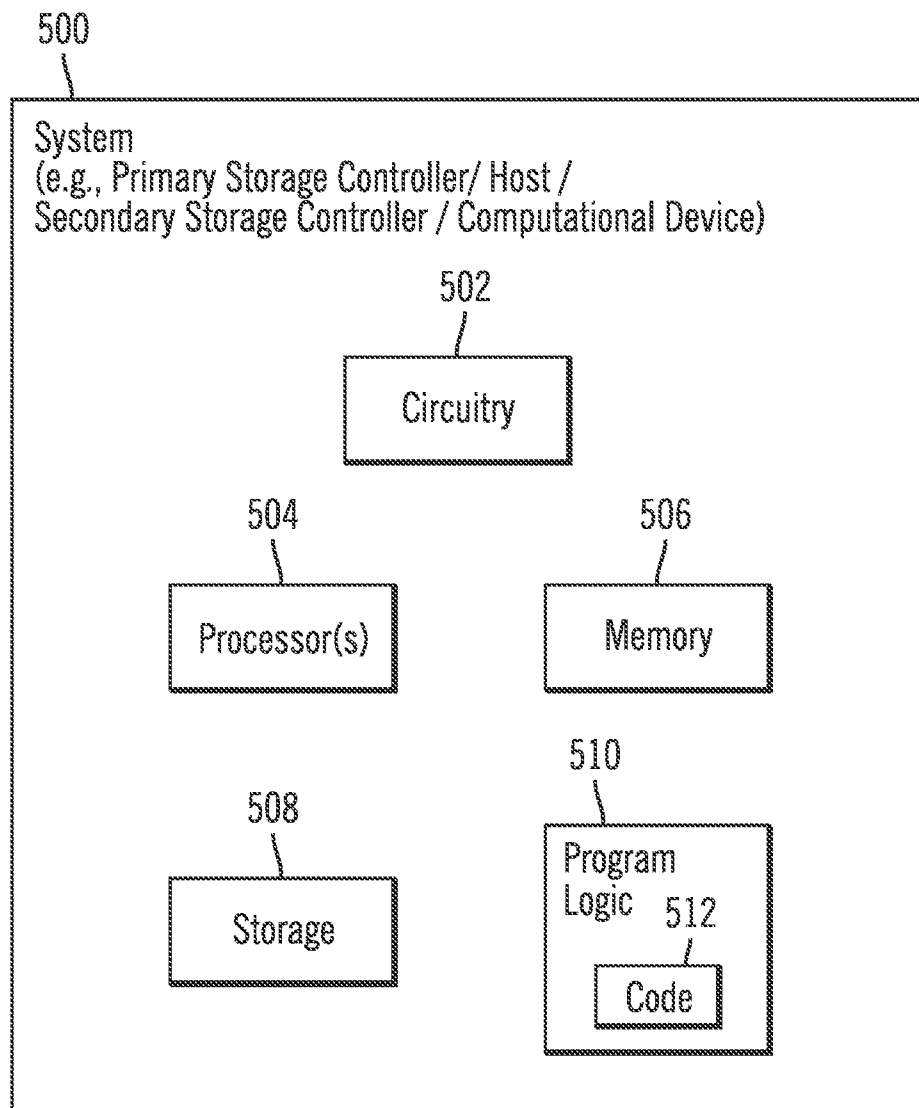 500
System
(e.g., Primary Storage Controller/ Host /
Secondary Storage Controller / Computational Device)
502
Circuitry
504
506
Processor(s)
Memory
510
508
Program
Logic
512
Storage
Code